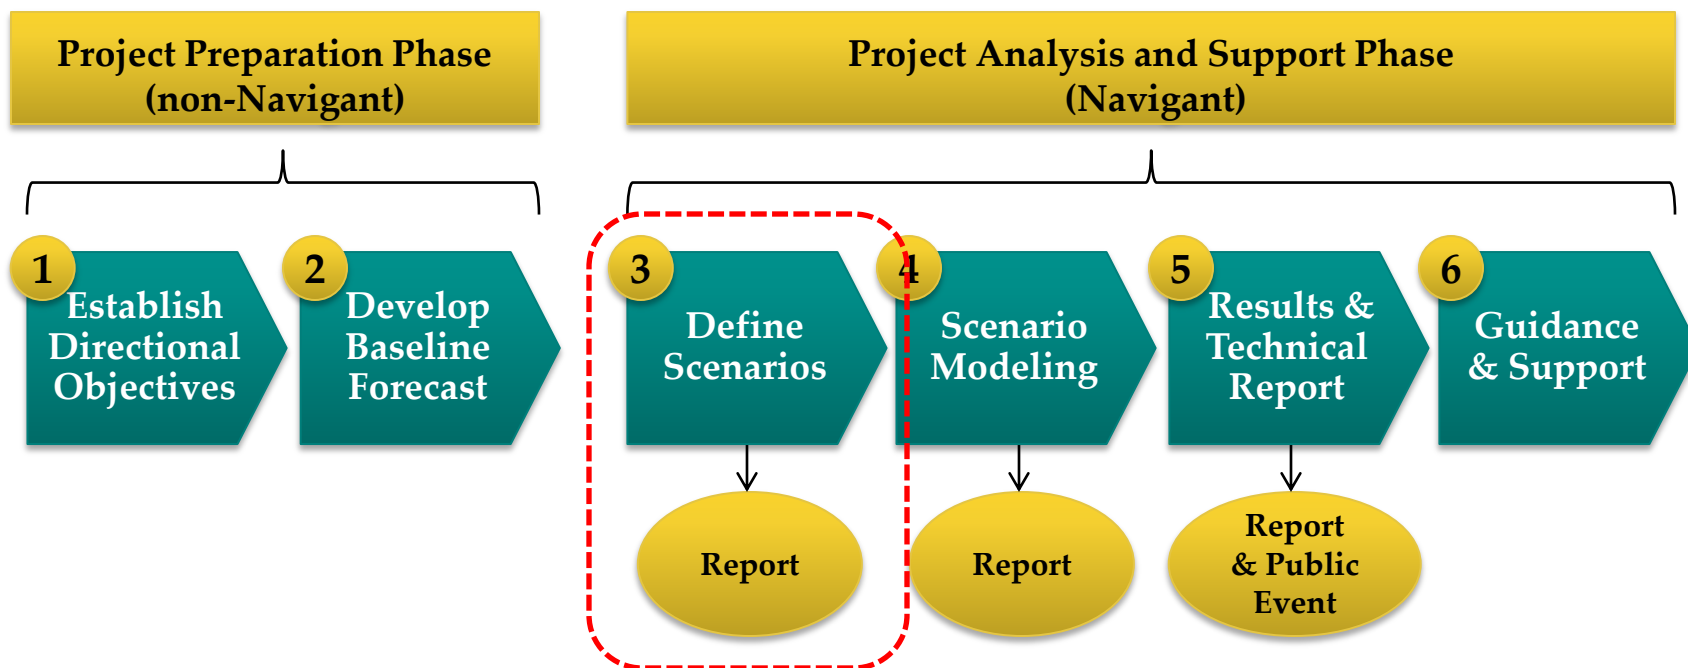 Project Preparation Phase
(non-Navigant)
Project Analysis and Support Phase
(Navigant)
1
Establish
Directional
Objectives
2
Develop
Baseline
Forecast
3
Define
Scenarios
4
Scenario
Modeling
5
Results &
Technical
Report
6
Guidance
& Support
Report
Report
Report
& Public
Event